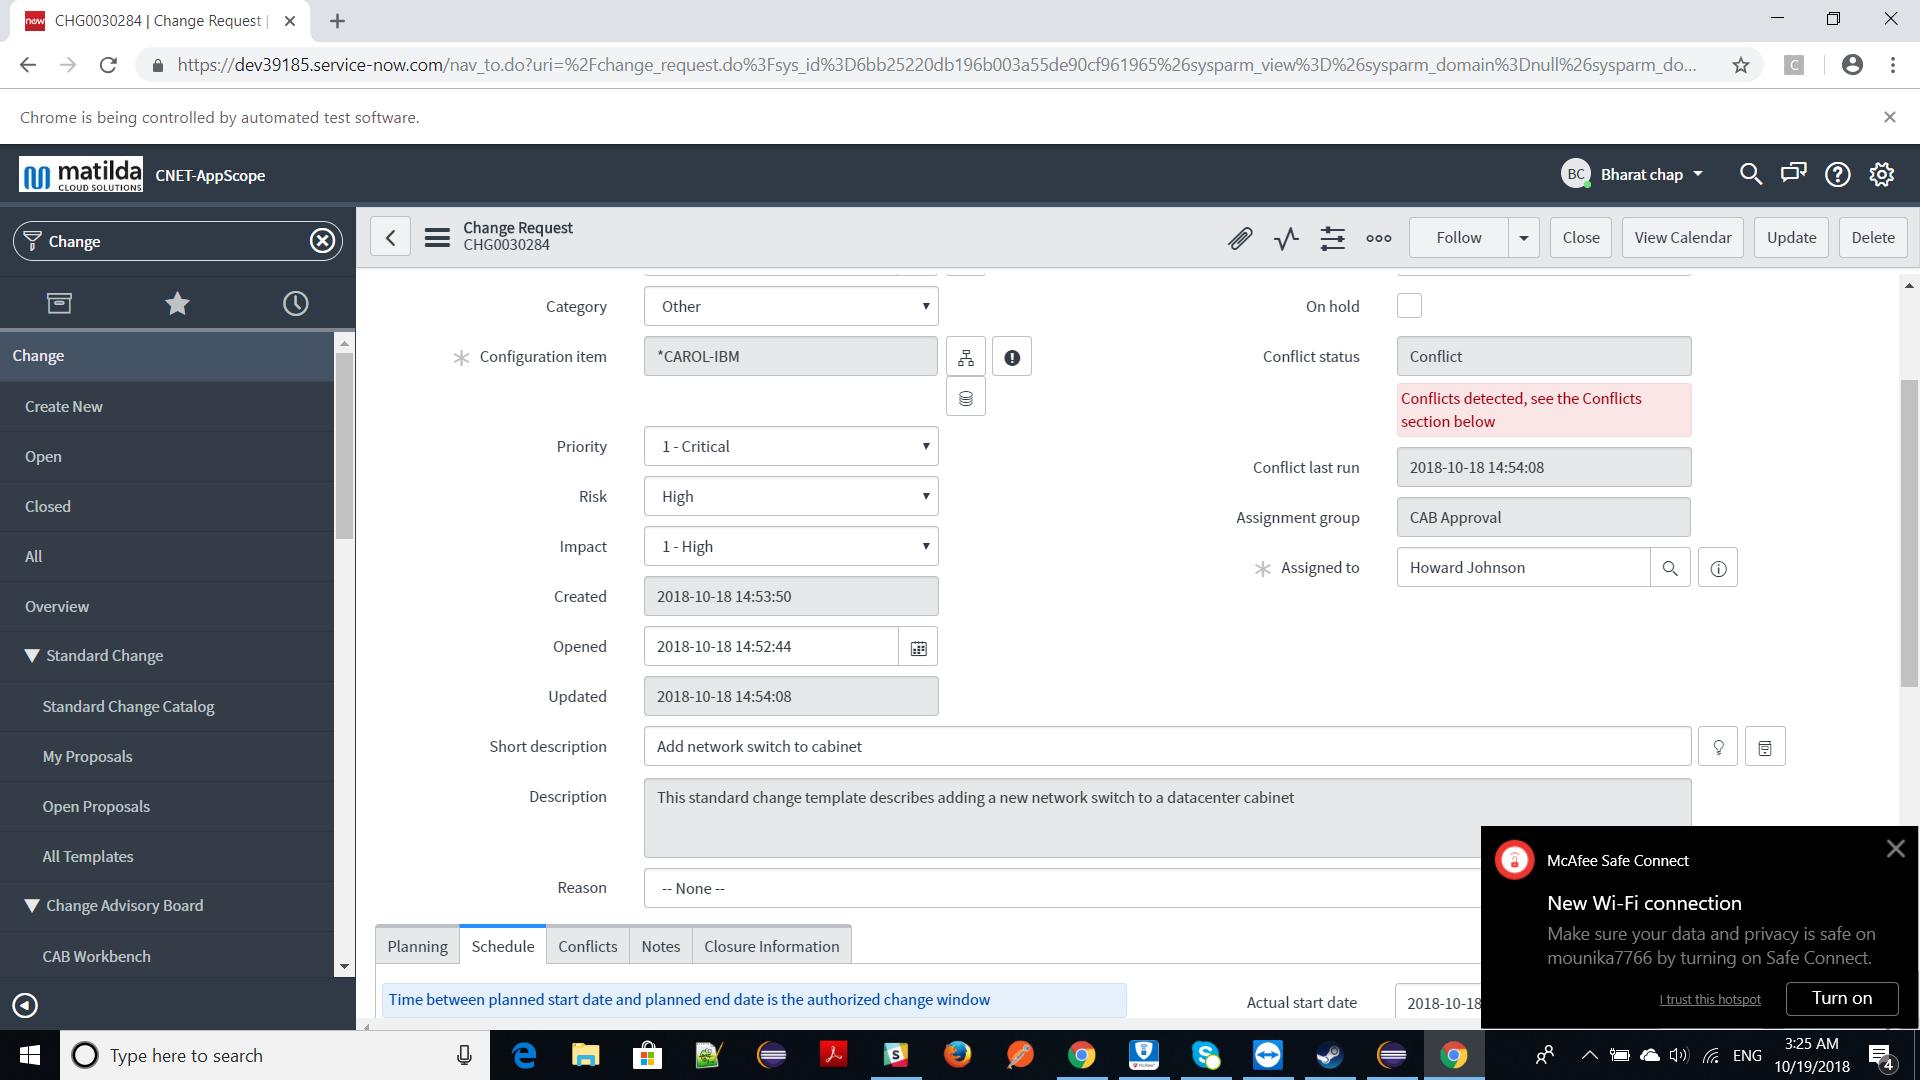 now CHG0030284 | Change Request |
https://dev39185.service-now.com/nav_to.do?uri=%2Fchange_request.do%3Fsys_id%3D6bb25220db196b003a55de90cf961965%26sysparm_view%3D%26sysparm_domain%3Dnull%26sysparm_do...
C
Chrome is being controlled by automated test software.
matilda
CLOUD SOLUTIONS
CNET-AppScope
BC Bharat chap
Change
Change Request
CHG0030284
Follow Close View Calendar Update Delete
Change
Create New
Open
Closed
All
Overview
Standard Change
Standard Change Catalog
My Proposals
Open Proposals
All Templates
Change Advisory Board
CAB Workbench
Category Other
Configuration item *CAROL-IBM
Priority 1 - Critical
Risk High
Impact 1 - High
Created 2018-10-18 14:53:50
Opened 2018-10-18 14:52:44
Updated 2018-10-18 14:54:08
On hold
Conflict status Conflict
Conflicts detected, see the Conflicts
section below
Conflict last run 2018-10-18 14:54:08
Assignment group CAB Approval
Assigned to Howard Johnson
Short description Add network switch to cabinet
Description This standard change template describes adding a new network switch to a datacenter cabinet
Reason -- None --
Planning Schedule Conflicts Notes Closure Information
Time between planned start date and planned end date is the authorized change window
Actual start date 2018-10-18
McAfee Safe Connect
New Wi-Fi connection
Make sure your data and privacy is safe on
mounika7766 by turning on Safe Connect.
I trust this hotspot Turn on
Type here to search
ENG
3:25 AM
10/19/2018
4